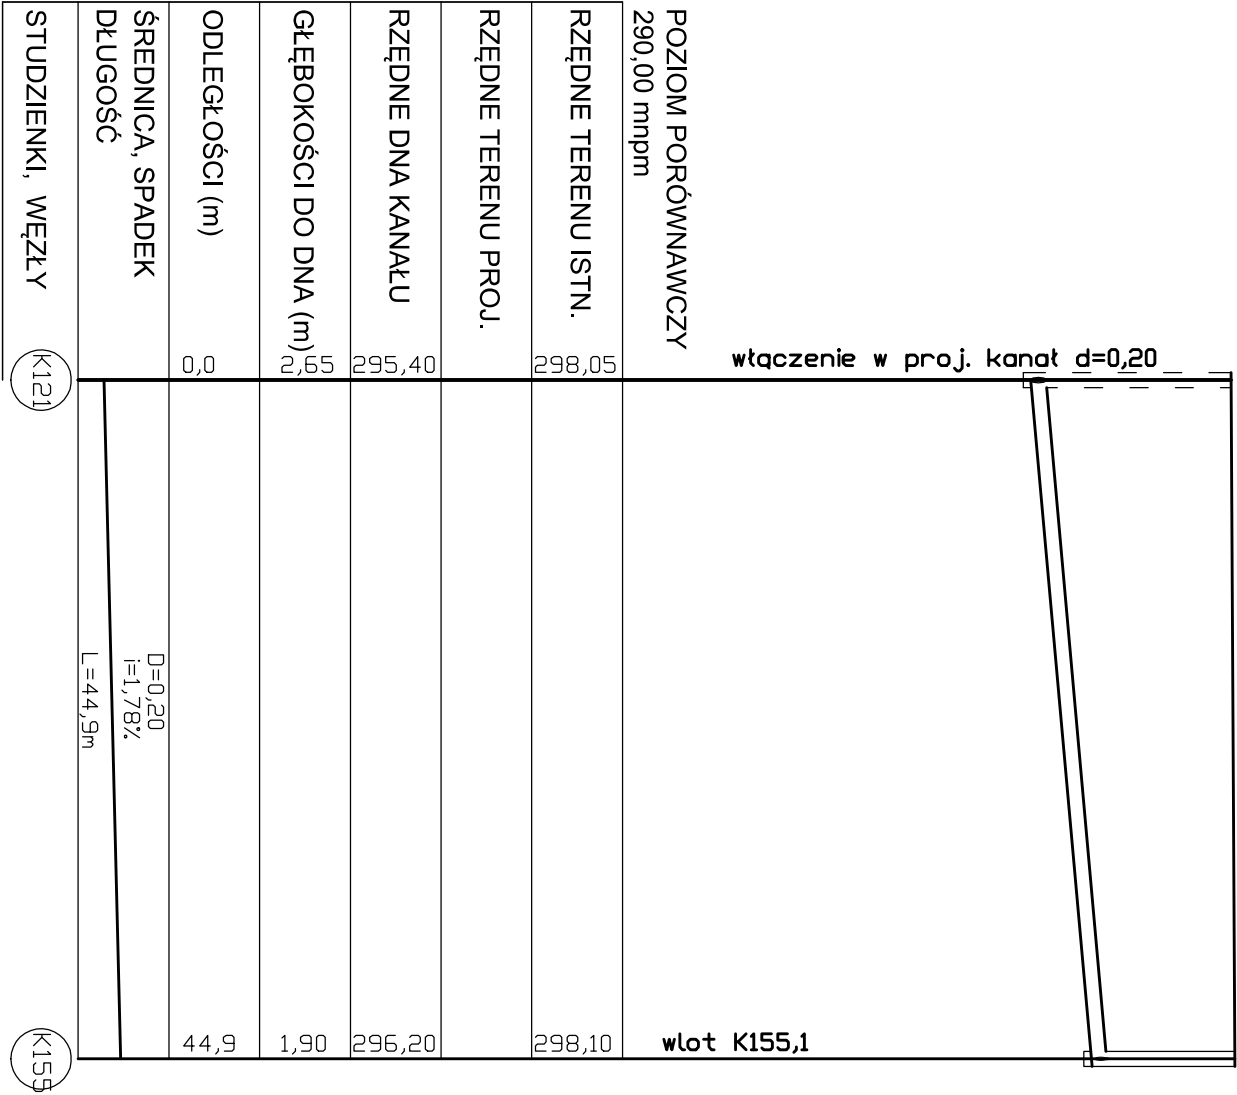 POZIOM PORÓWNAWCZY
290,00 mnpm
RZĘDNE TERENU ISTN.
RZĘDNE TERENU PROJ.
RZĘDNE DNA KANAŁU
GŁĘBOKOŚCI DO DNA (m)
ODLEGŁOŚCI (m)
ŚREDNICA, SPADEK
DŁUGOŚĆ
STUDZIENKI, WĘZŁY
włączenie w proj. kanał d=0,20
298,05
295,40
2,65
0,0
K121
D=0,20
i=1,78%
L=44,9m
wlot K155,1
298,10
296,20
1,90
44,9
K155